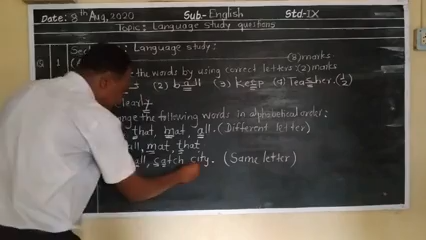 Date: 8th Aug, 2020 Sub:- English Std-IX
Topic: Language Study questions
Q 1 Language study:
(8) marks
the words by using correct letters: (2) marks
(2) ball (3) Keep (4) Teacher. (1/2)
the following words in alphabetical order:
that, mat, all. (Different letter)
all, mat, that
city. (Same letter)